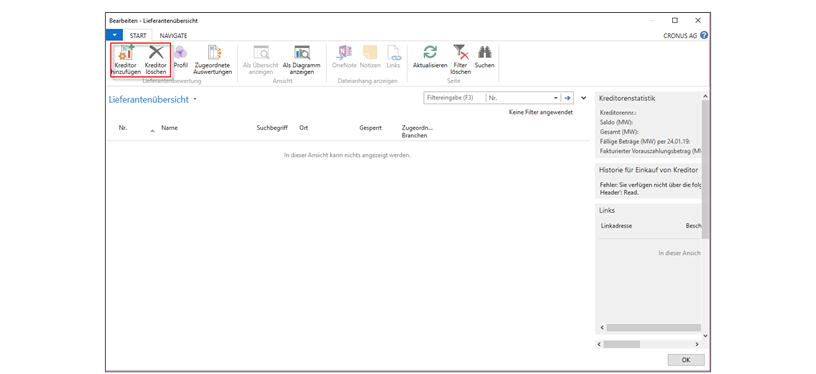 Bearbeiten - Lieferantenübersicht
START NAVIGATE CRONUS AG
Kreditor hinzufügen
Kreditor löschen
Profil
Zugeordnete Auswertungen
Als Übersicht anzeigen
Als Diagramm anzeigen
OneNote
Notizen
Links
Aktualisieren
Filter löschen
Suchen
Lieferantenbewertung Ansicht Dateianhang anzeigen Seite
Lieferantenübersicht
Filtereingabe (F3) Nr.
Keine Filter angewendet
Nr. Name Suchbegriff Ort Gesperrt Zugeordn... Branchen
In dieser Ansicht kann nichts angezeigt werden.
Kreditorenstatistik
Kreditorennr.:
Saldo (MW):
Gesamt (MW):
Fällige Beträge (MW) per 24.01.19:
Fakturierter Vorauszahlungsbetrag (M
Historie für Einkauf von Kreditor
Fehler: Sie verfügen nicht über die folg
Header': Read.
Links
Linkadresse Besch
In dieser Ansich
OK